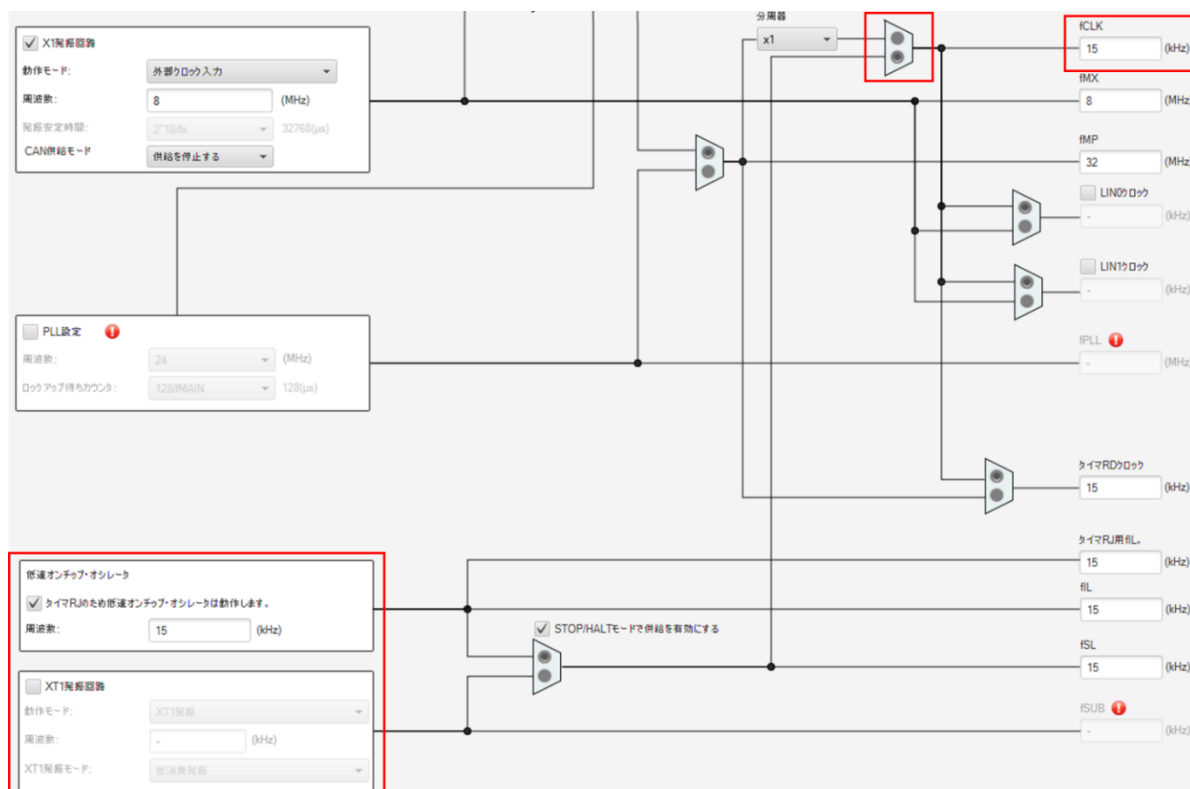 分周器
x1
fCLK
15 (kHz)
X1発振回路
動作モード: 外部クロック入力
周波数: 8 (MHz)
発振安定時間: 2^18/fx 32768(μs)
CAN供給モード 供給を停止する
fMX
8 (MHz
fMP
32 (MHz
LIN0クロック
- (kHz)
LIN1クロック
- (kHz)
PLL設定
周波数: 24 (MHz)
ロックアップ待ちカウンタ: 128/fMAIN 128(μs)
fPLL
- (MHz
タイマRDクロック
15 (kHz)
タイマRJ用fIL。
15 (kHz)
低速オンチップ・オシレータ
タイマRJのため低速オンチップ・オシレータは動作します。
周波数: 15 (kHz)
fIL
15 (kHz)
STOP/HALTモードで供給を有効にする
fSL
15 (kHz)
XT1発振回路
動作モード: XT1発振
周波数: - (kHz)
XT1発振モード: 低消費発振
fSUB
- (kHz)